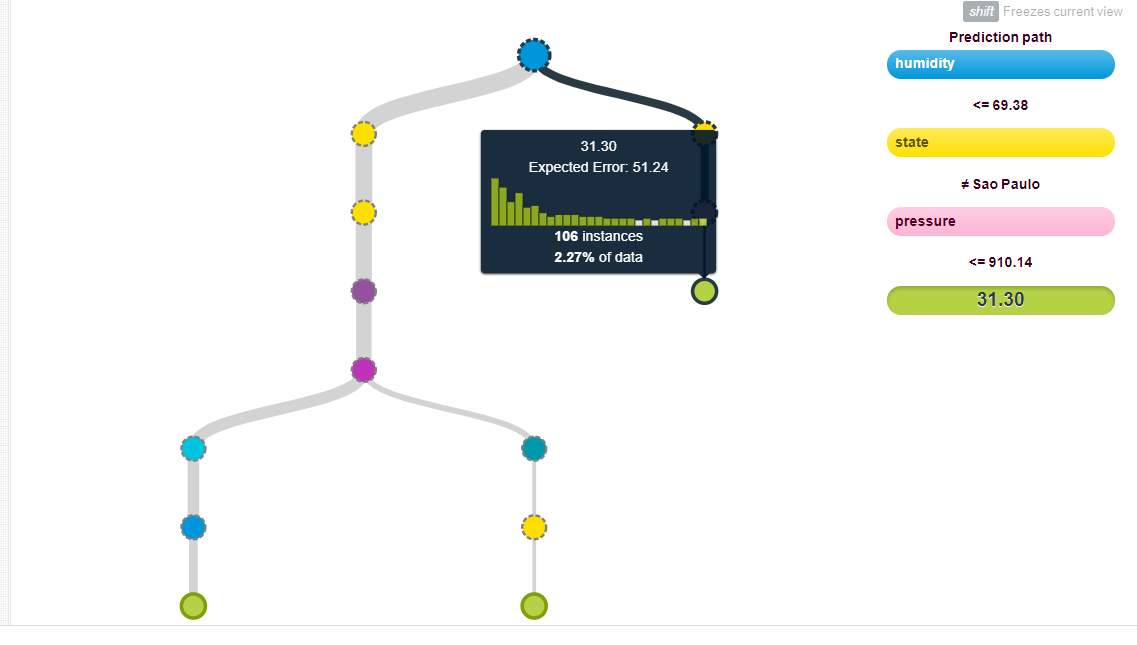 shift Freezes current view
Prediction path
humidity
<= 69.38
state
≠ Sao Paulo
pressure
<= 910.14
31.30
31.30
Expected Error: 51.24
106 instances
2.27% of data